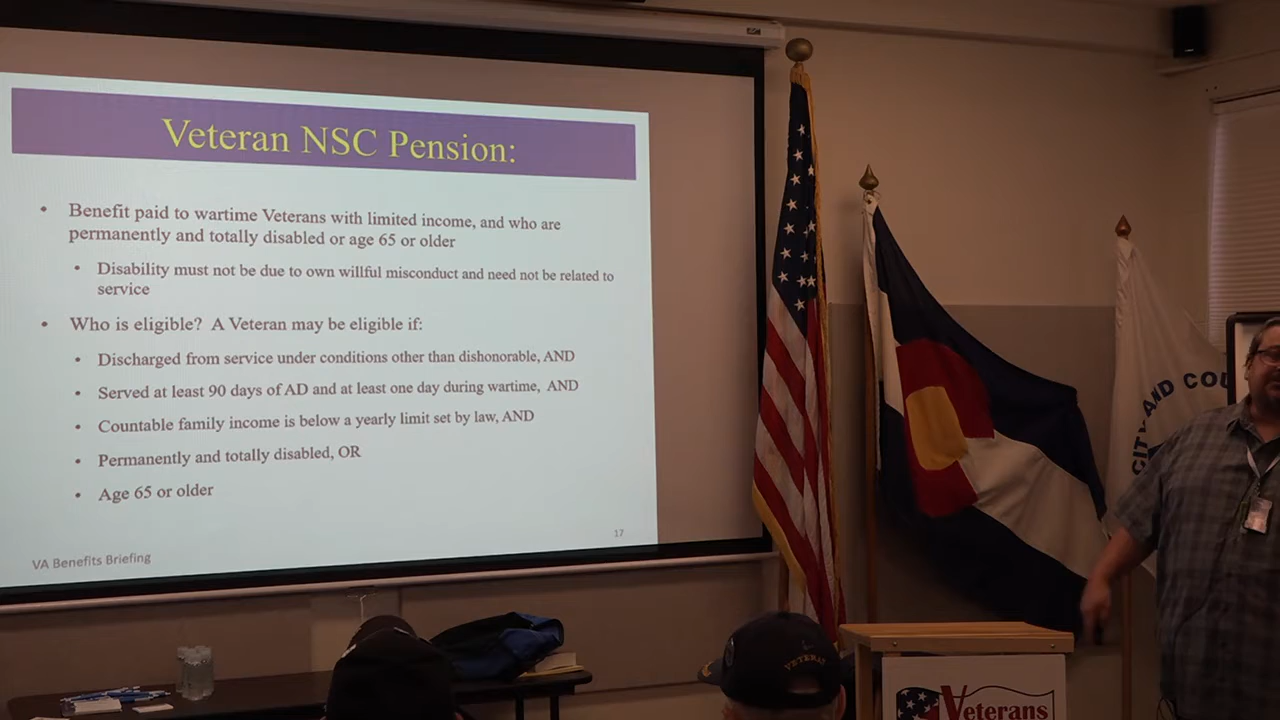 Veteran NSC Pension:
• Benefit paid to wartime Veterans with limited income, and who are
permanently and totally disabled or age 65 or older
• Disability must not be due to own willful misconduct and need not be related to
service
• Who is eligible? A Veteran may be eligible if:
• Discharged from service under conditions other than dishonorable, AND
• Served at least 90 days of AD and at least one day during wartime, AND
• Countable family income is below a yearly limit set by law, AND
• Permanently and totally disabled, OR
• Age 65 or older
17
VA Benefits Briefing
CITY AND COU
VETERAN
Veterans